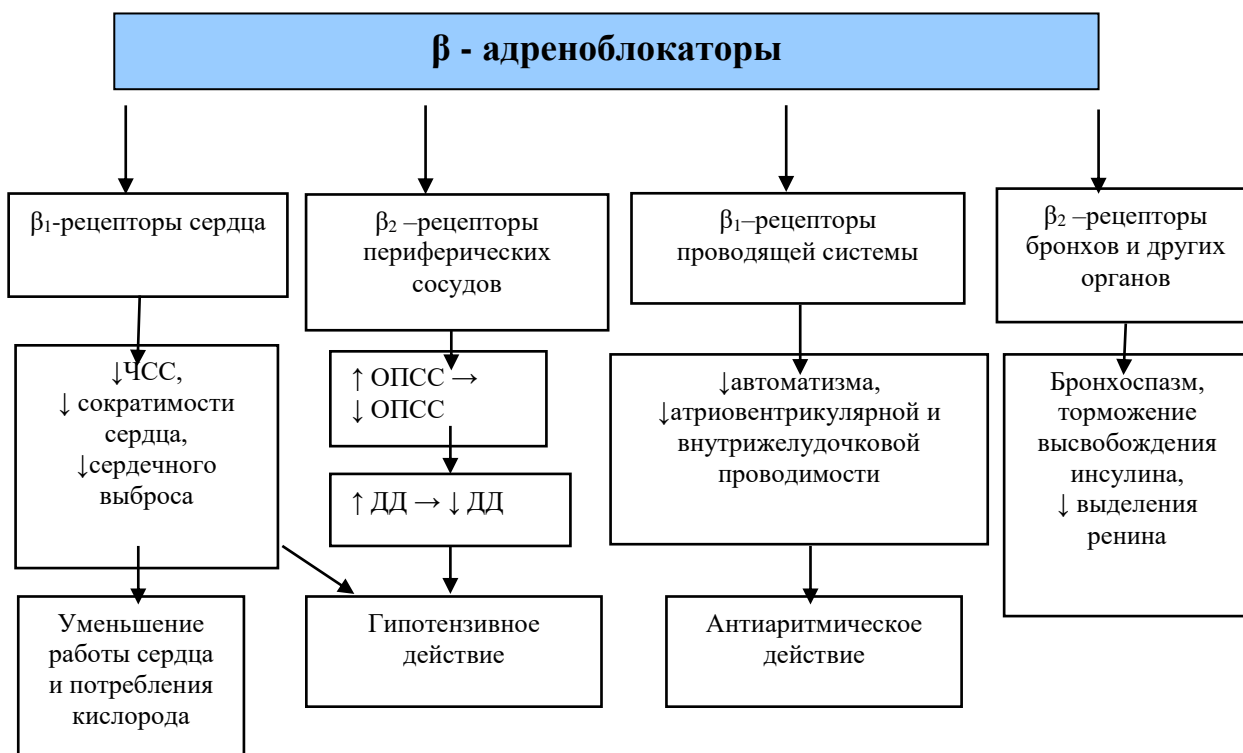 β - адреноблокаторы
β₁-рецепторы сердца
β₂ –рецепторы
периферических
сосудов
β₁–рецепторы
проводящей системы
β₂ –рецепторы
бронхов и других
органов
↓ЧСС,
↓ сократимости
сердца,
↓сердечного
выброса
↑ ОПСС →
↓ ОПСС
↑ ДД → ↓ ДД
↓автоматизма,
↓атриовентрикулярной и
внутрижелудочковой
проводимости
Бронхоспазм,
торможение
высвобождения
инсулина,
↓ выделения
ренина
Уменьшение
работы сердца
и потребления
кислорода
Гипотензивное
действие
Антиаритмическое
действие